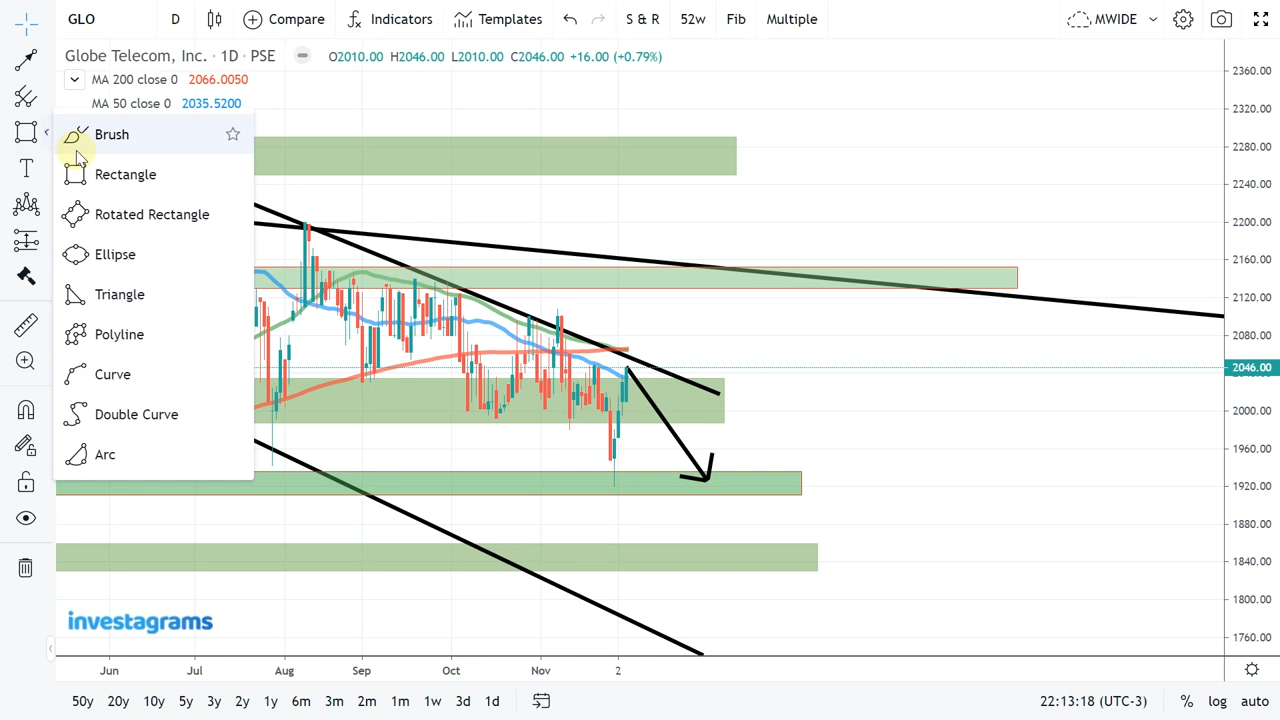 GLO D Compare Indicators Templates S & R 52w Fib Multiple MWIDE
Globe Telecom, Inc. · 1D · PSE O2010.00 H2046.00 L2010.00 C2046.00 +16.00 (+0.79%)
MA 200 close 0 2066.0050
MA 50 close 0 2035.5200
Brush
Rectangle
Rotated Rectangle
Ellipse
Triangle
Polyline
Curve
Double Curve
Arc
2360.00
2320.00
2280.00
2240.00
2200.00
2160.00
2120.00
2080.00
2046.00
2000.00
1960.00
1920.00
1880.00
1840.00
1800.00
1760.00
investagrams
Jun Jul Aug Sep Oct Nov 2
50y 20y 10y 5y 3y 2y 1y 6m 3m 2m 1m 1w 3d 1d 22:13:18 (UTC-3) % log auto